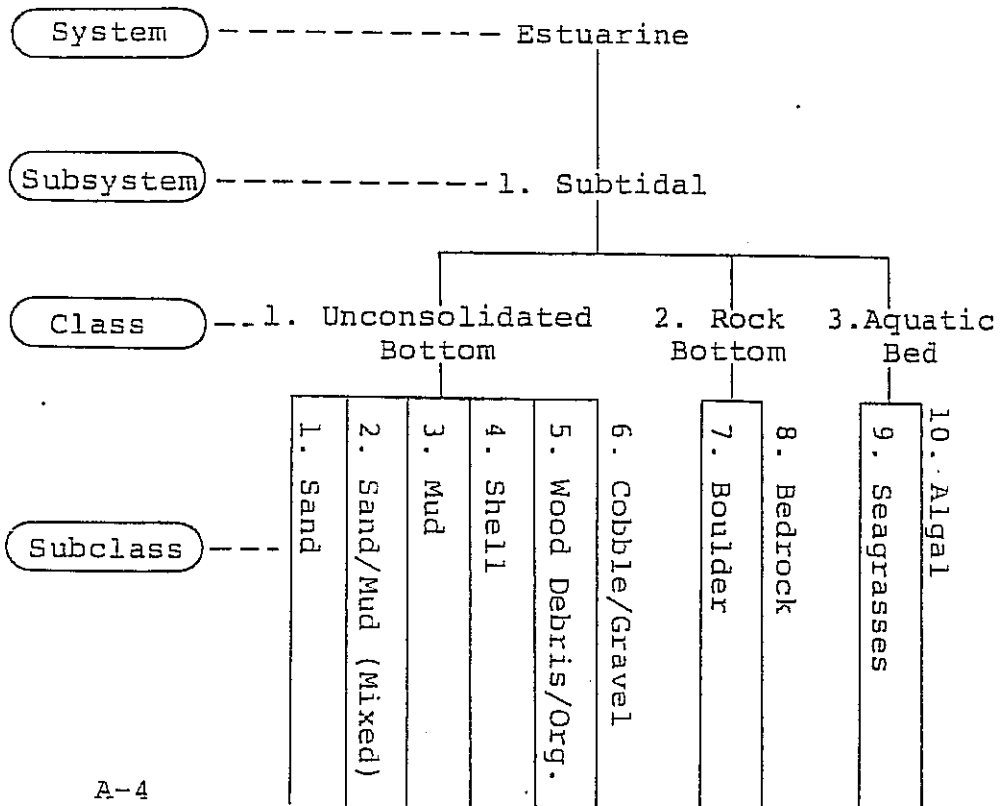 System
Estuarine
Subsystem
1. Subtidal
Class
1. Unconsolidated
Bottom
2. Rock
Bottom
3.Aquatic
Bed
Subclass
1. Sand
2. Sand/Mud (Mixed)
3. Mud
4. Shell
5. Wood Debris/Org.
6. Cobble/Gravel
7. Boulder
8. Bedrock
9. Seagrasses
10. Algal
A-4